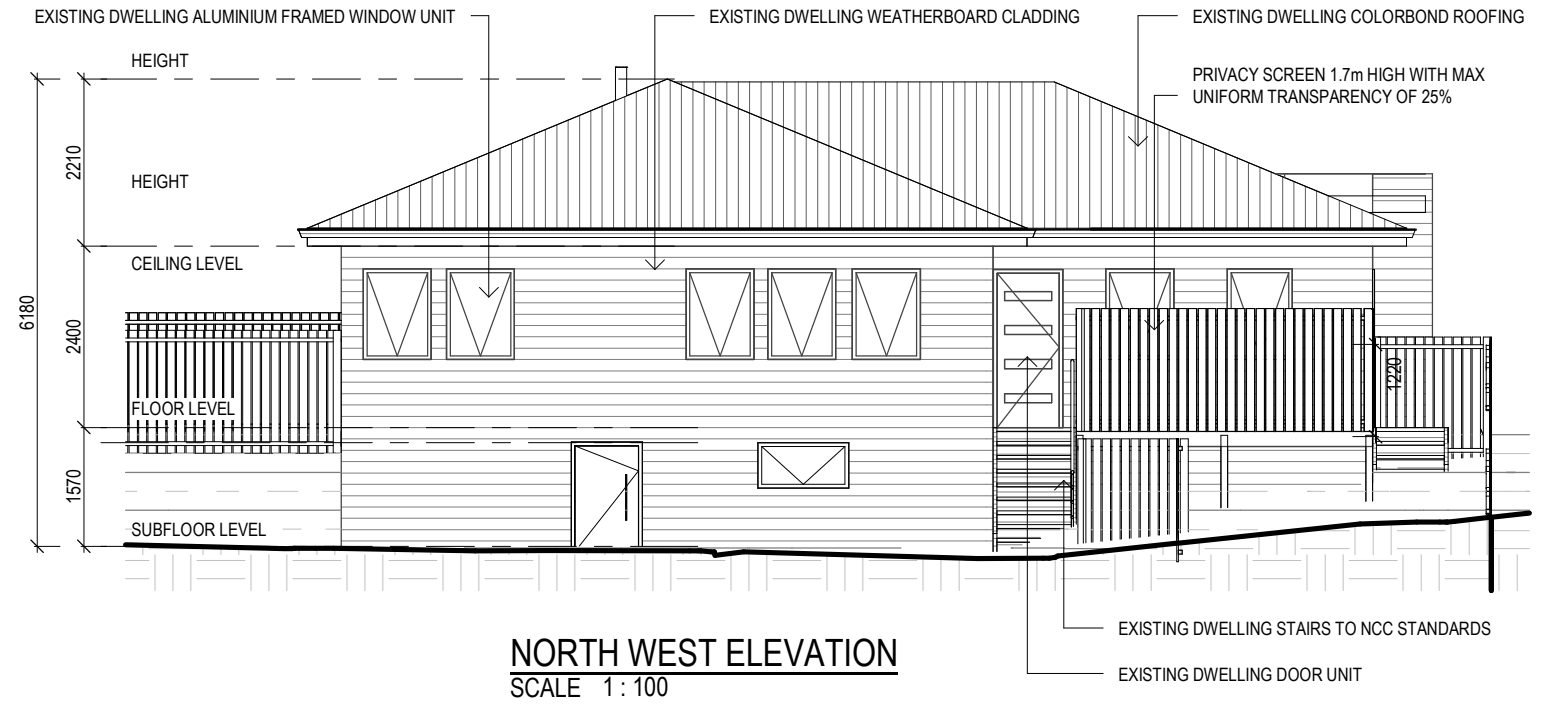 EXISTING DWELLING ALUMINIUM FRAMED WINDOW UNIT
EXISTING DWELLING WEATHERBOARD CLADDING
EXISTING DWELLING COLORBOND ROOFING
HEIGHT
PRIVACY SCREEN 1.7m HIGH WITH MAX
UNIFORM TRANSPARENCY OF 25%
2210
HEIGHT
CEILING LEVEL
6180
2400
1220
FLOOR LEVEL
1570
SUBFLOOR LEVEL
EXISTING DWELLING STAIRS TO NCC STANDARDS
NORTH WEST ELEVATION
EXISTING DWELLING DOOR UNIT
SCALE 1 : 100